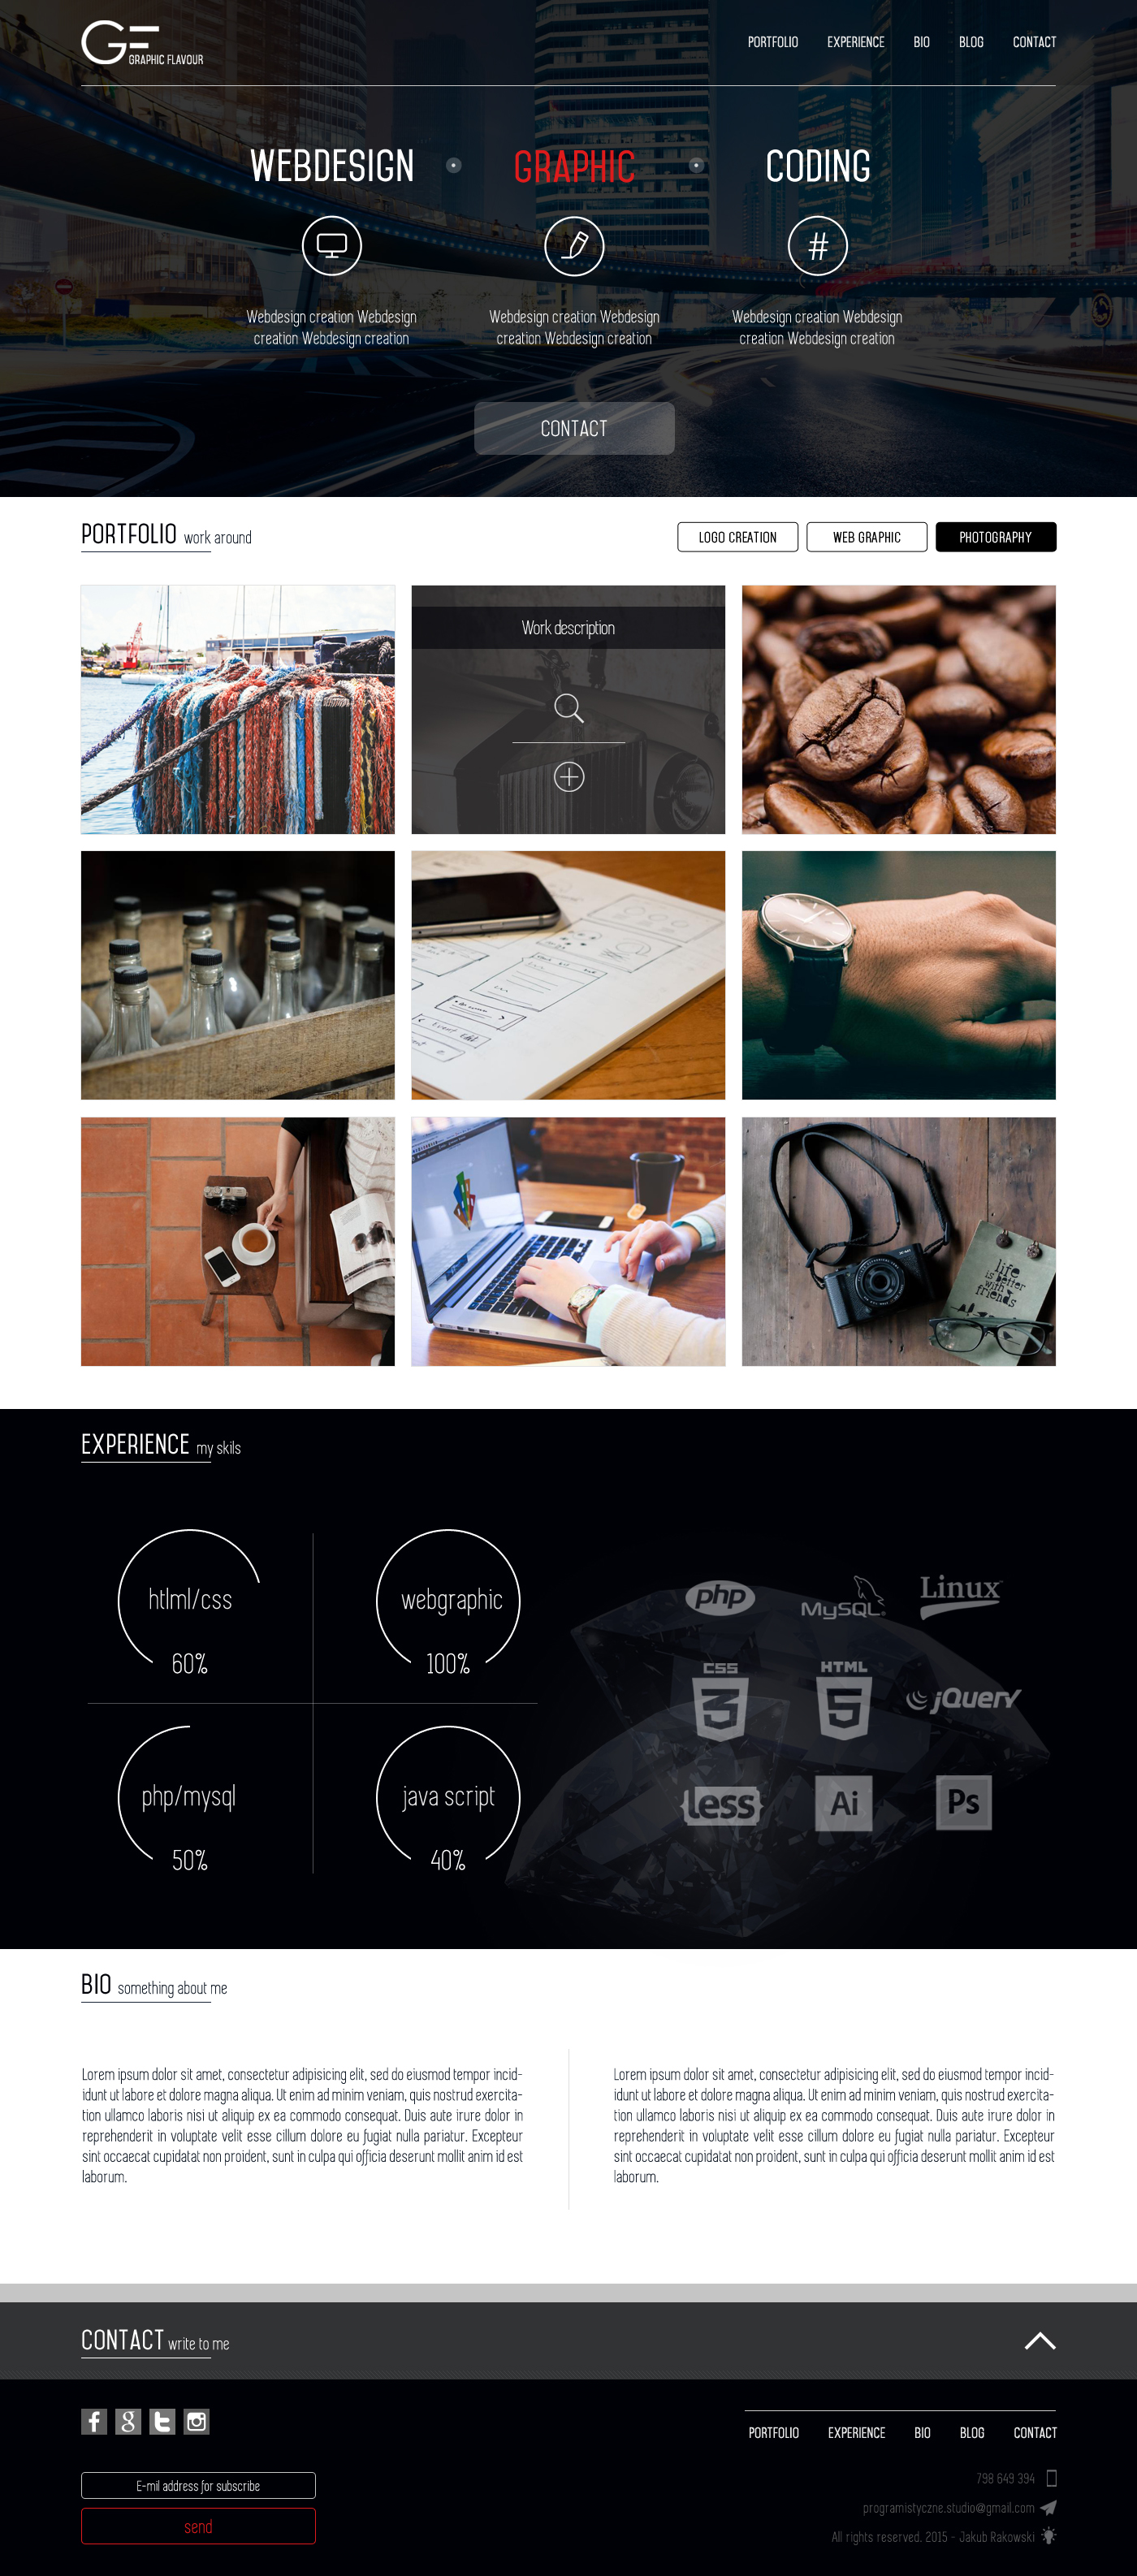 GF
GRAPHIC FLAVOUR
PORTFOLIO EXPERIENCE BIO BLOG CONTACT
WEBDESIGN GRAPHIC CODING
#
Webdesign creation Webdesign
creation Webdesign creation
Webdesign creation Webdesign
creation Webdesign creation
Webdesign creation Webdesign
creation Webdesign creation
CONTACT
PORTFOLIO work around
LOGO CREATION WEB GRAPHIC PHOTOGRAPHY
Work description
Event Edit
life
is better
with
friends
EXPERIENCE my skils
htlml/css
60%
webgraphic
100%
php/mysql
50%
java script
40%
php MySQL Linux
CSS 3 HTML 5 jQuery
less Ai Ps
BIO something about me
Lorem ipsum dolor sit amet, consectetur adipisicing elit, sed do eiusmod tempor incid-
idunt ut labore et dolore magna aliqua. Ut enim ad minim veniam, quis nostrud exercita-
tion ullamco laboris nisi ut aliquip ex ea commodo consequat. Duis aute irure dolor in
reprehenderit in voluptate velit esse cillum dolore eu fugiat nulla pariatur. Excepteur
sint occaecat cupidatat non proident, sunt in culpa qui officia deserunt mollit anim id est
laborum.
Lorem ipsum dolor sit amet, consectetur adipisicing elit, sed do eiusmod tempor incid-
idunt ut labore et dolore magna aliqua. Ut enim ad minim veniam, quis nostrud exercita-
tion ullamco laboris nisi ut aliquip ex ea commodo consequat. Duis aute irure dolor in
reprehenderit in voluptate velit esse cillum dolore eu fugiat nulla pariatur. Excepteur
sint occaecat cupidatat non proident, sunt in culpa qui officia deserunt mollit anim id est
laborum.
CONTACT write to me
PORTFOLIO EXPERIENCE BIO BLOG CONTACT
E-mil address for subscribe
send
798 649 394
programistyczne.studio@gmail.com
All rights reserved. 2015 - Jakub Rakowski